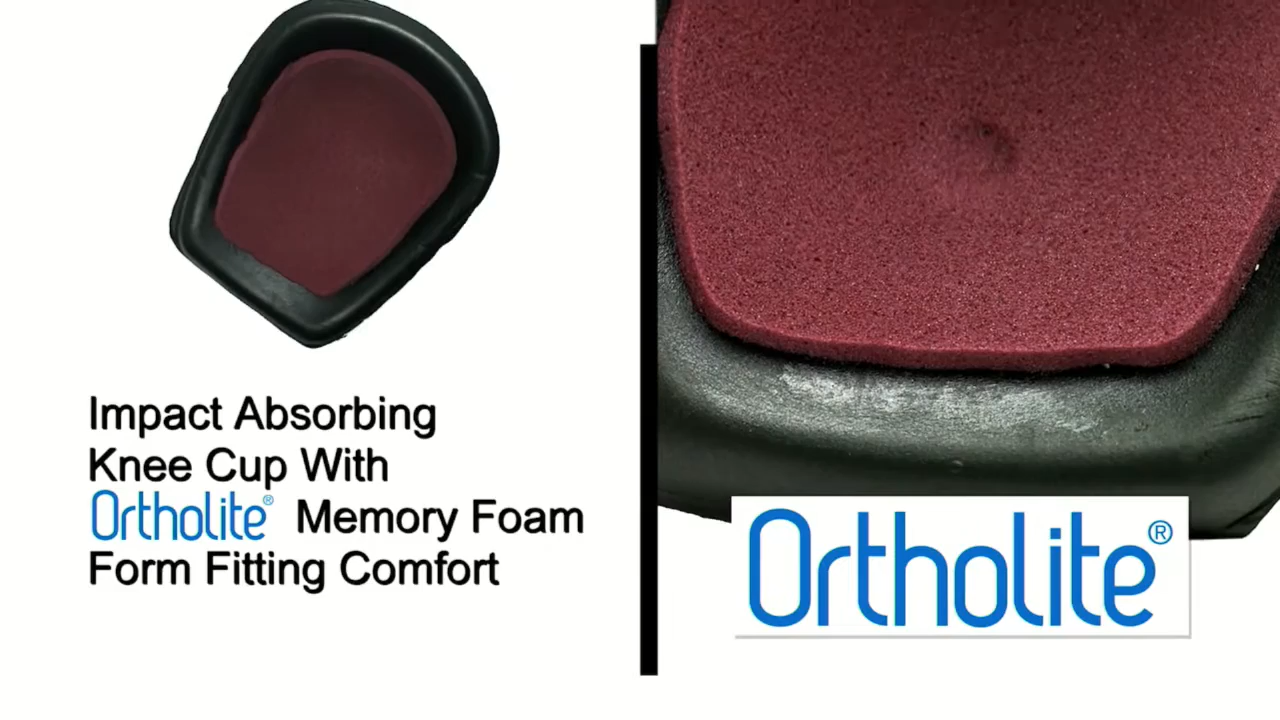 Impact Absorbing
Knee Cup With
Ortholite® Memory Foam
Form Fitting Comfort
Ortholite®